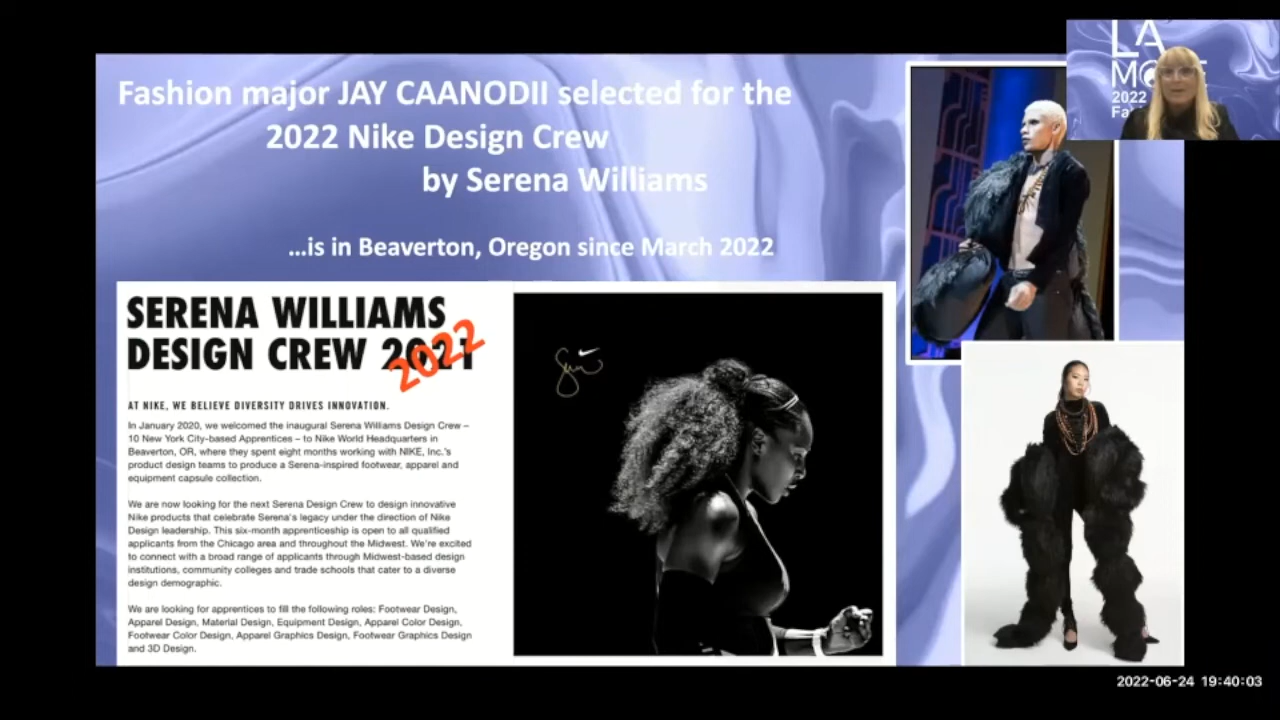 Fashion major JAY CAANODII selected for the
2022 Nike Design Crew
by Serena Williams
...is in Beaverton, Oregon since March 2022
SERENA WILLIAMS
DESIGN CREW 2021
2022
AT NIKE, WE BELIEVE DIVERSITY DRIVES INNOVATION.
In January 2020, we welcomed the inaugural Serena Williams Design Crew –
10 New York City-based Apprentices – to Nike World Headquarters in
Beaverton, OR, where they spent eight months working with NIKE, Inc.'s
product design teams to produce a Serena-inspired footwear, apparel and
equipment capsule collection.
We are now looking for the next Serena Design Crew to design innovative
Nike products that celebrate Serena's legacy under the direction of Nike
Design leadership. This six-month apprenticeship is open to all qualified
applicants from the Chicago area and throughout the Midwest. We're excited
to connect with a broad range of applicants through Midwest-based design
institutions, community colleges and trade schools that cater to a diverse
design demographic.
We are looking for apprentices to fill the following roles: Footwear Design,
Apparel Design, Material Design, Equipment Design, Apparel Color Design,
Footwear Color Design, Apparel Graphics Design, Footwear Graphics Design
and 3D Design.
LA
2022
2022-06-24 19:40:03